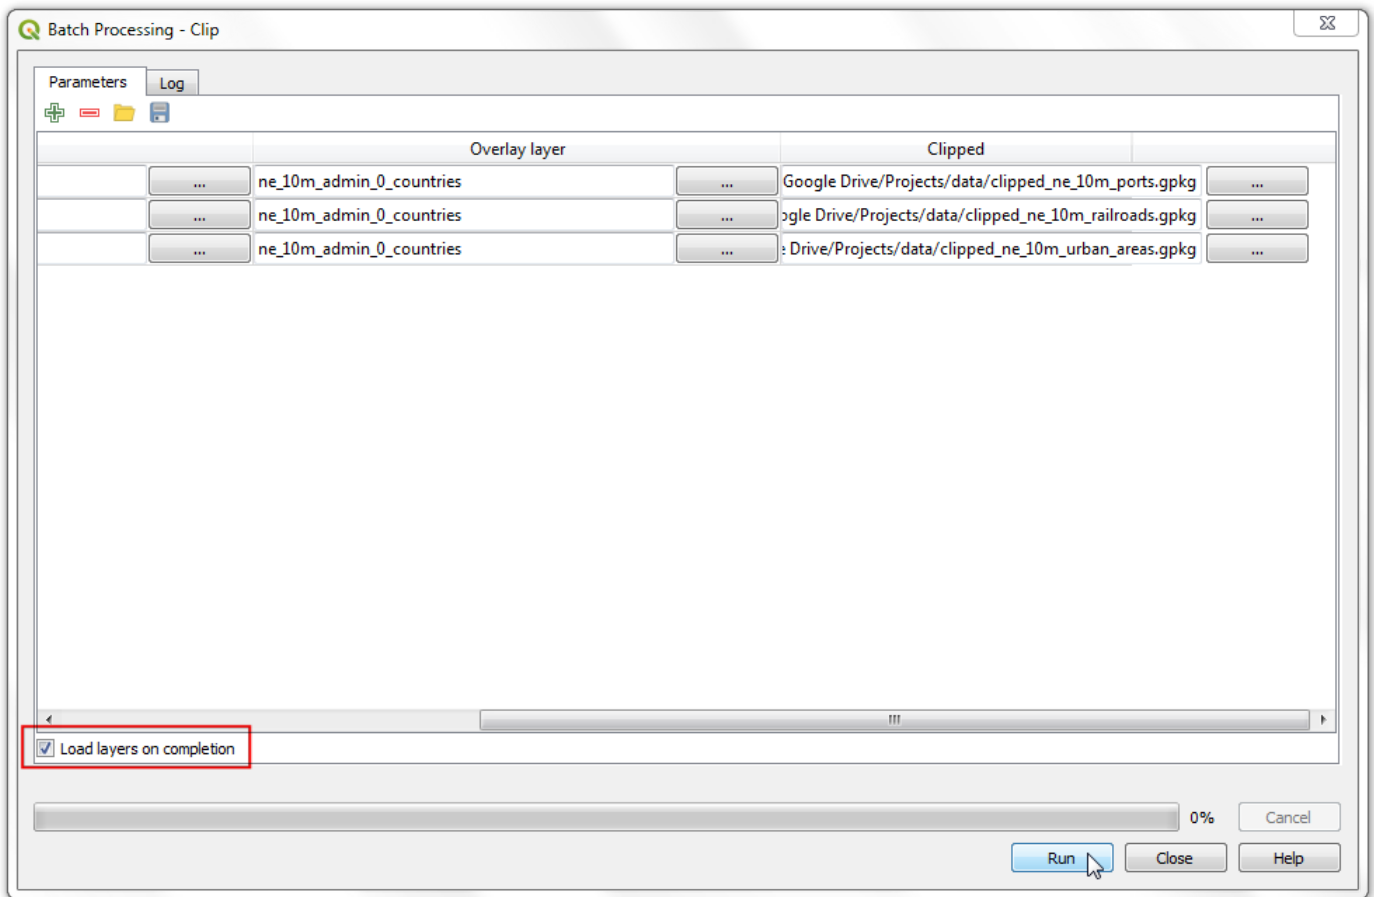 Batch Processing - Clip
Parameters Log
Overlay layer Clipped
... ne_10m_admin_0_countries ... Google Drive/Projects/data/clipped_ne_10m_ports.gpkg ...
... ne_10m_admin_0_countries ... ogle Drive/Projects/data/clipped_ne_10m_railroads.gpkg ...
... ne_10m_admin_0_countries ... Drive/Projects/data/clipped_ne_10m_urban_areas.gpkg ...
Load layers on completion
0% Cancel
Run Close Help